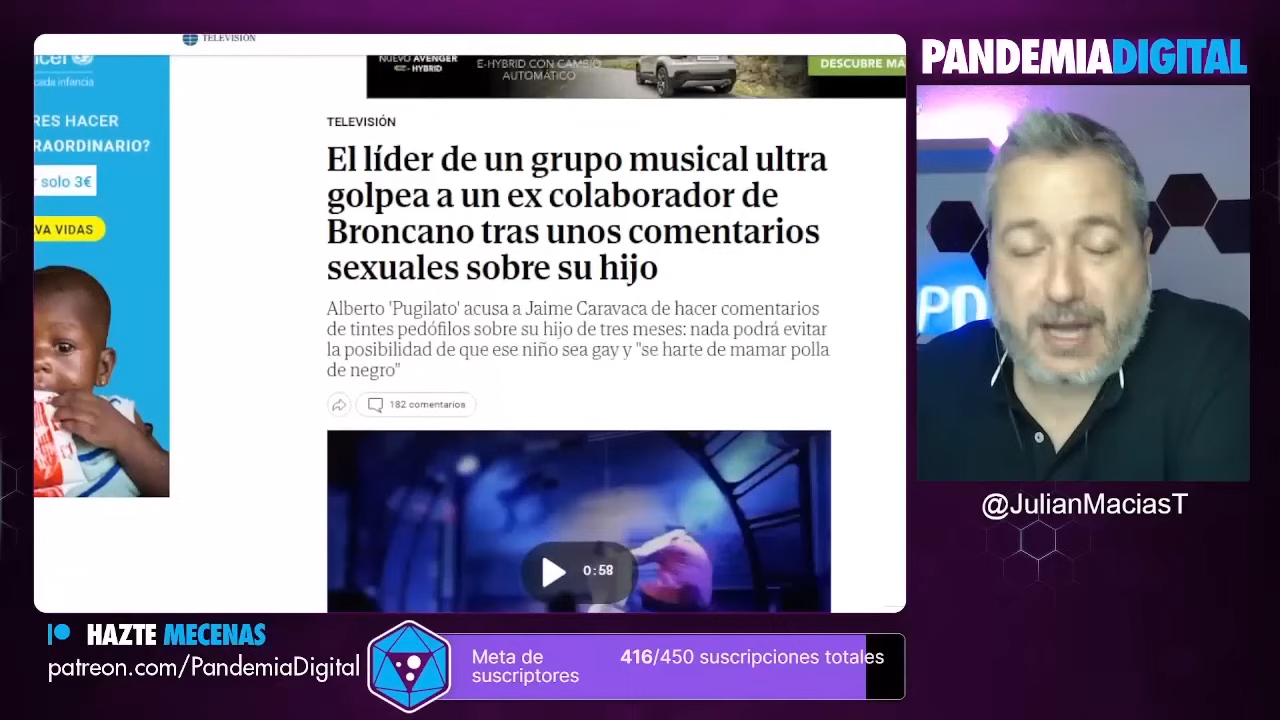 TELEVISIÓN
PANDEMIADIGITAL
cada infancia
RES HACER
RAORDINARIO?
solo 3€
VA VIDAS
NUEVO AVENGER
e-HYBRID
E-HYBRID CON CAMBIO
AUTOMÁTICO
DESCUBRE MÁ
TELEVISIÓN
El líder de un grupo musical ultra
golpea a un ex colaborador de
Broncano tras unos comentarios
sexuales sobre su hijo
Alberto 'Pugilato' acusa a Jaime Caravaca de hacer comentarios
de tintes pedófilos sobre su hijo de tres meses: nada podrá evitar
la posibilidad de que ese niño sea gay y "se harte de mamar polla
de negro"
182 comentarios
0:58
PD
@JulianMaciasT
HAZTE MECENAS
patreon.com/PandemiaDigital
Meta de
suscriptores
416/450 suscripciones totales